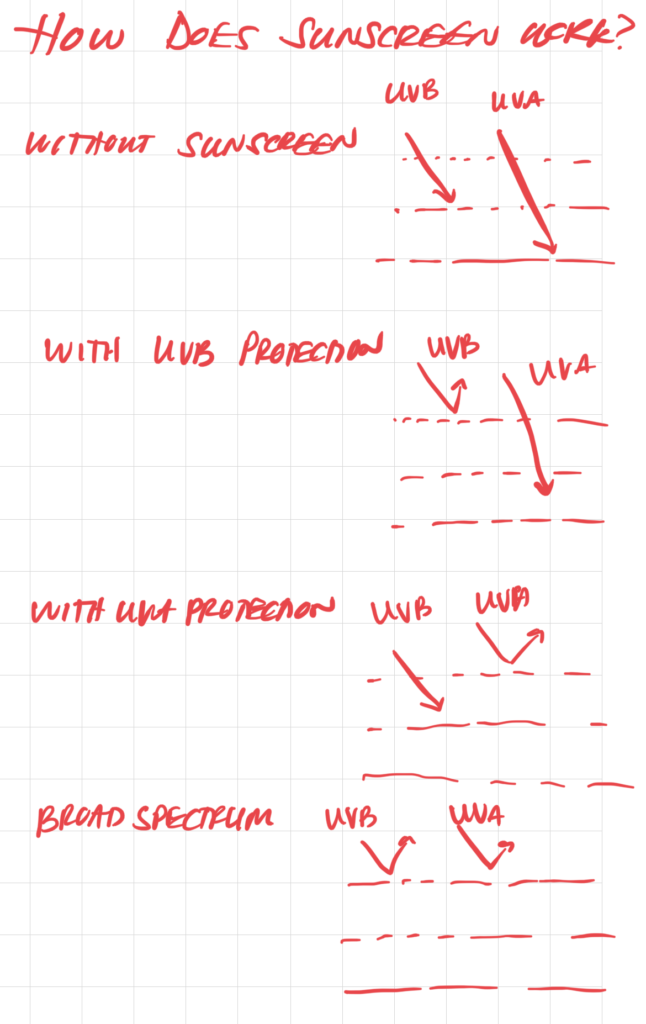 HOW DOES SUNSCREEN WORK?
UVB UVA
WITHOUT SUNSCREEN
WITH UVB PROTECTION UVB
UVA
WITH UVA PROTECTION UVB UVA
BROAD SPECTRUM UVB UVA